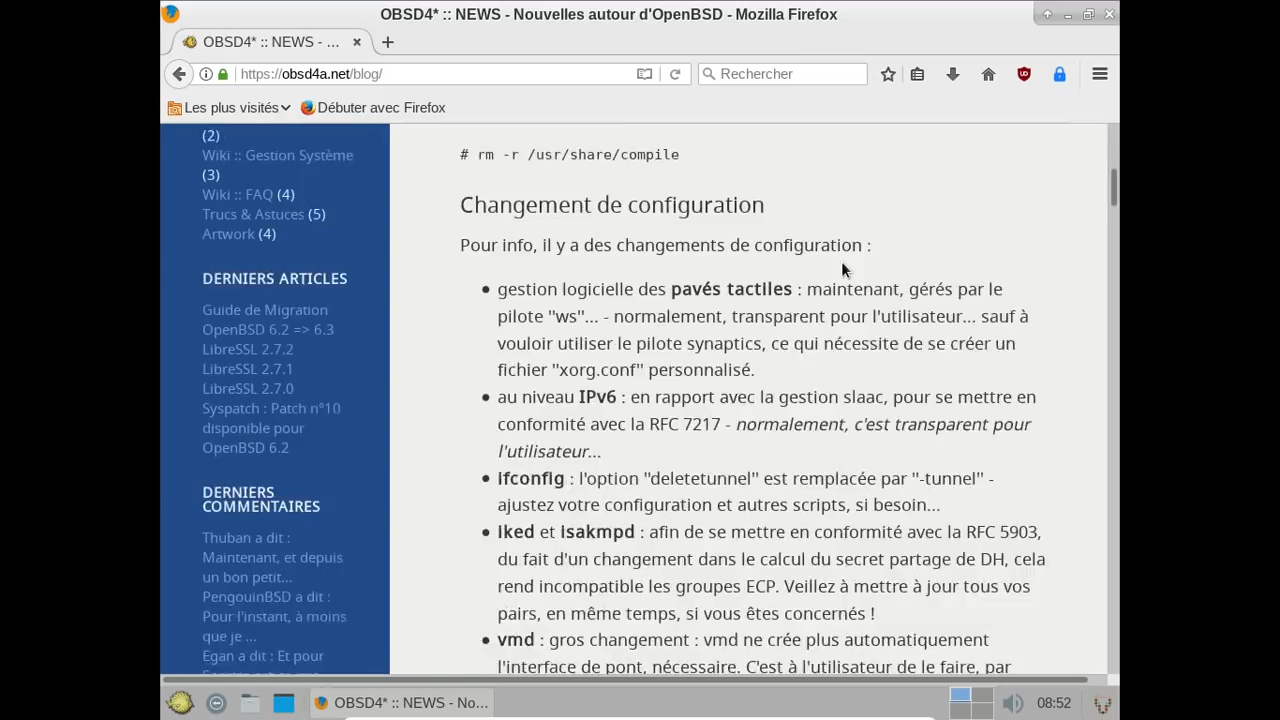 OBSD4* :: NEWS - Nouvelles autour d'OpenBSD - Mozilla Firefox
OBSD4* :: NEWS - …
https://obsd4a.net/blog/
Rechercher
Les plus visités
Débuter avec Firefox
(2)
Wiki :: Gestion Système
(3)
Wiki :: FAQ (4)
Trucs & Astuces (5)
Artwork (4)
DERNIERS ARTICLES
Guide de Migration
OpenBSD 6.2 => 6.3
LibreSSL 2.7.2
LibreSSL 2.7.1
LibreSSL 2.7.0
Syspatch : Patch n°10
disponible pour
OpenBSD 6.2
DERNIERS
COMMENTAIRES
Thuban a dit :
Maintenant, et depuis
un bon petit...
PengouinBSD a dit :
Pour l'instant, à moins
que je ...
Egan a dit : Et pour
# rm -r /usr/share/compile
Changement de configuration
Pour info, il y a des changements de configuration :
gestion logicielle des pavés tactiles : maintenant, gérés par le
pilote "ws"... - normalement, transparent pour l'utilisateur... sauf à
vouloir utiliser le pilote synaptics, ce qui nécessite de se créer un
fichier "xorg.conf" personnalisé.
au niveau IPv6 : en rapport avec la gestion slaac, pour se mettre en
conformité avec la RFC 7217 - normalement, c'est transparent pour
l'utilisateur...
ifconfig : l'option "deletetunnel" est remplacée par "-tunnel" -
ajustez votre configuration et autres scripts, si besoin...
iked et isakmpd : afin de se mettre en conformité avec la RFC 5903,
du fait d'un changement dans le calcul du secret partage de DH, cela
rend incompatible les groupes ECP. Veillez à mettre à jour tous vos
pairs, en même temps, si vous êtes concernés !
vmd : gros changement : vmd ne crée plus automatiquement
l'interface de pont, nécessaire. C'est à l'utilisateur de le faire, par
OBSD4* :: NEWS - No...
08:52